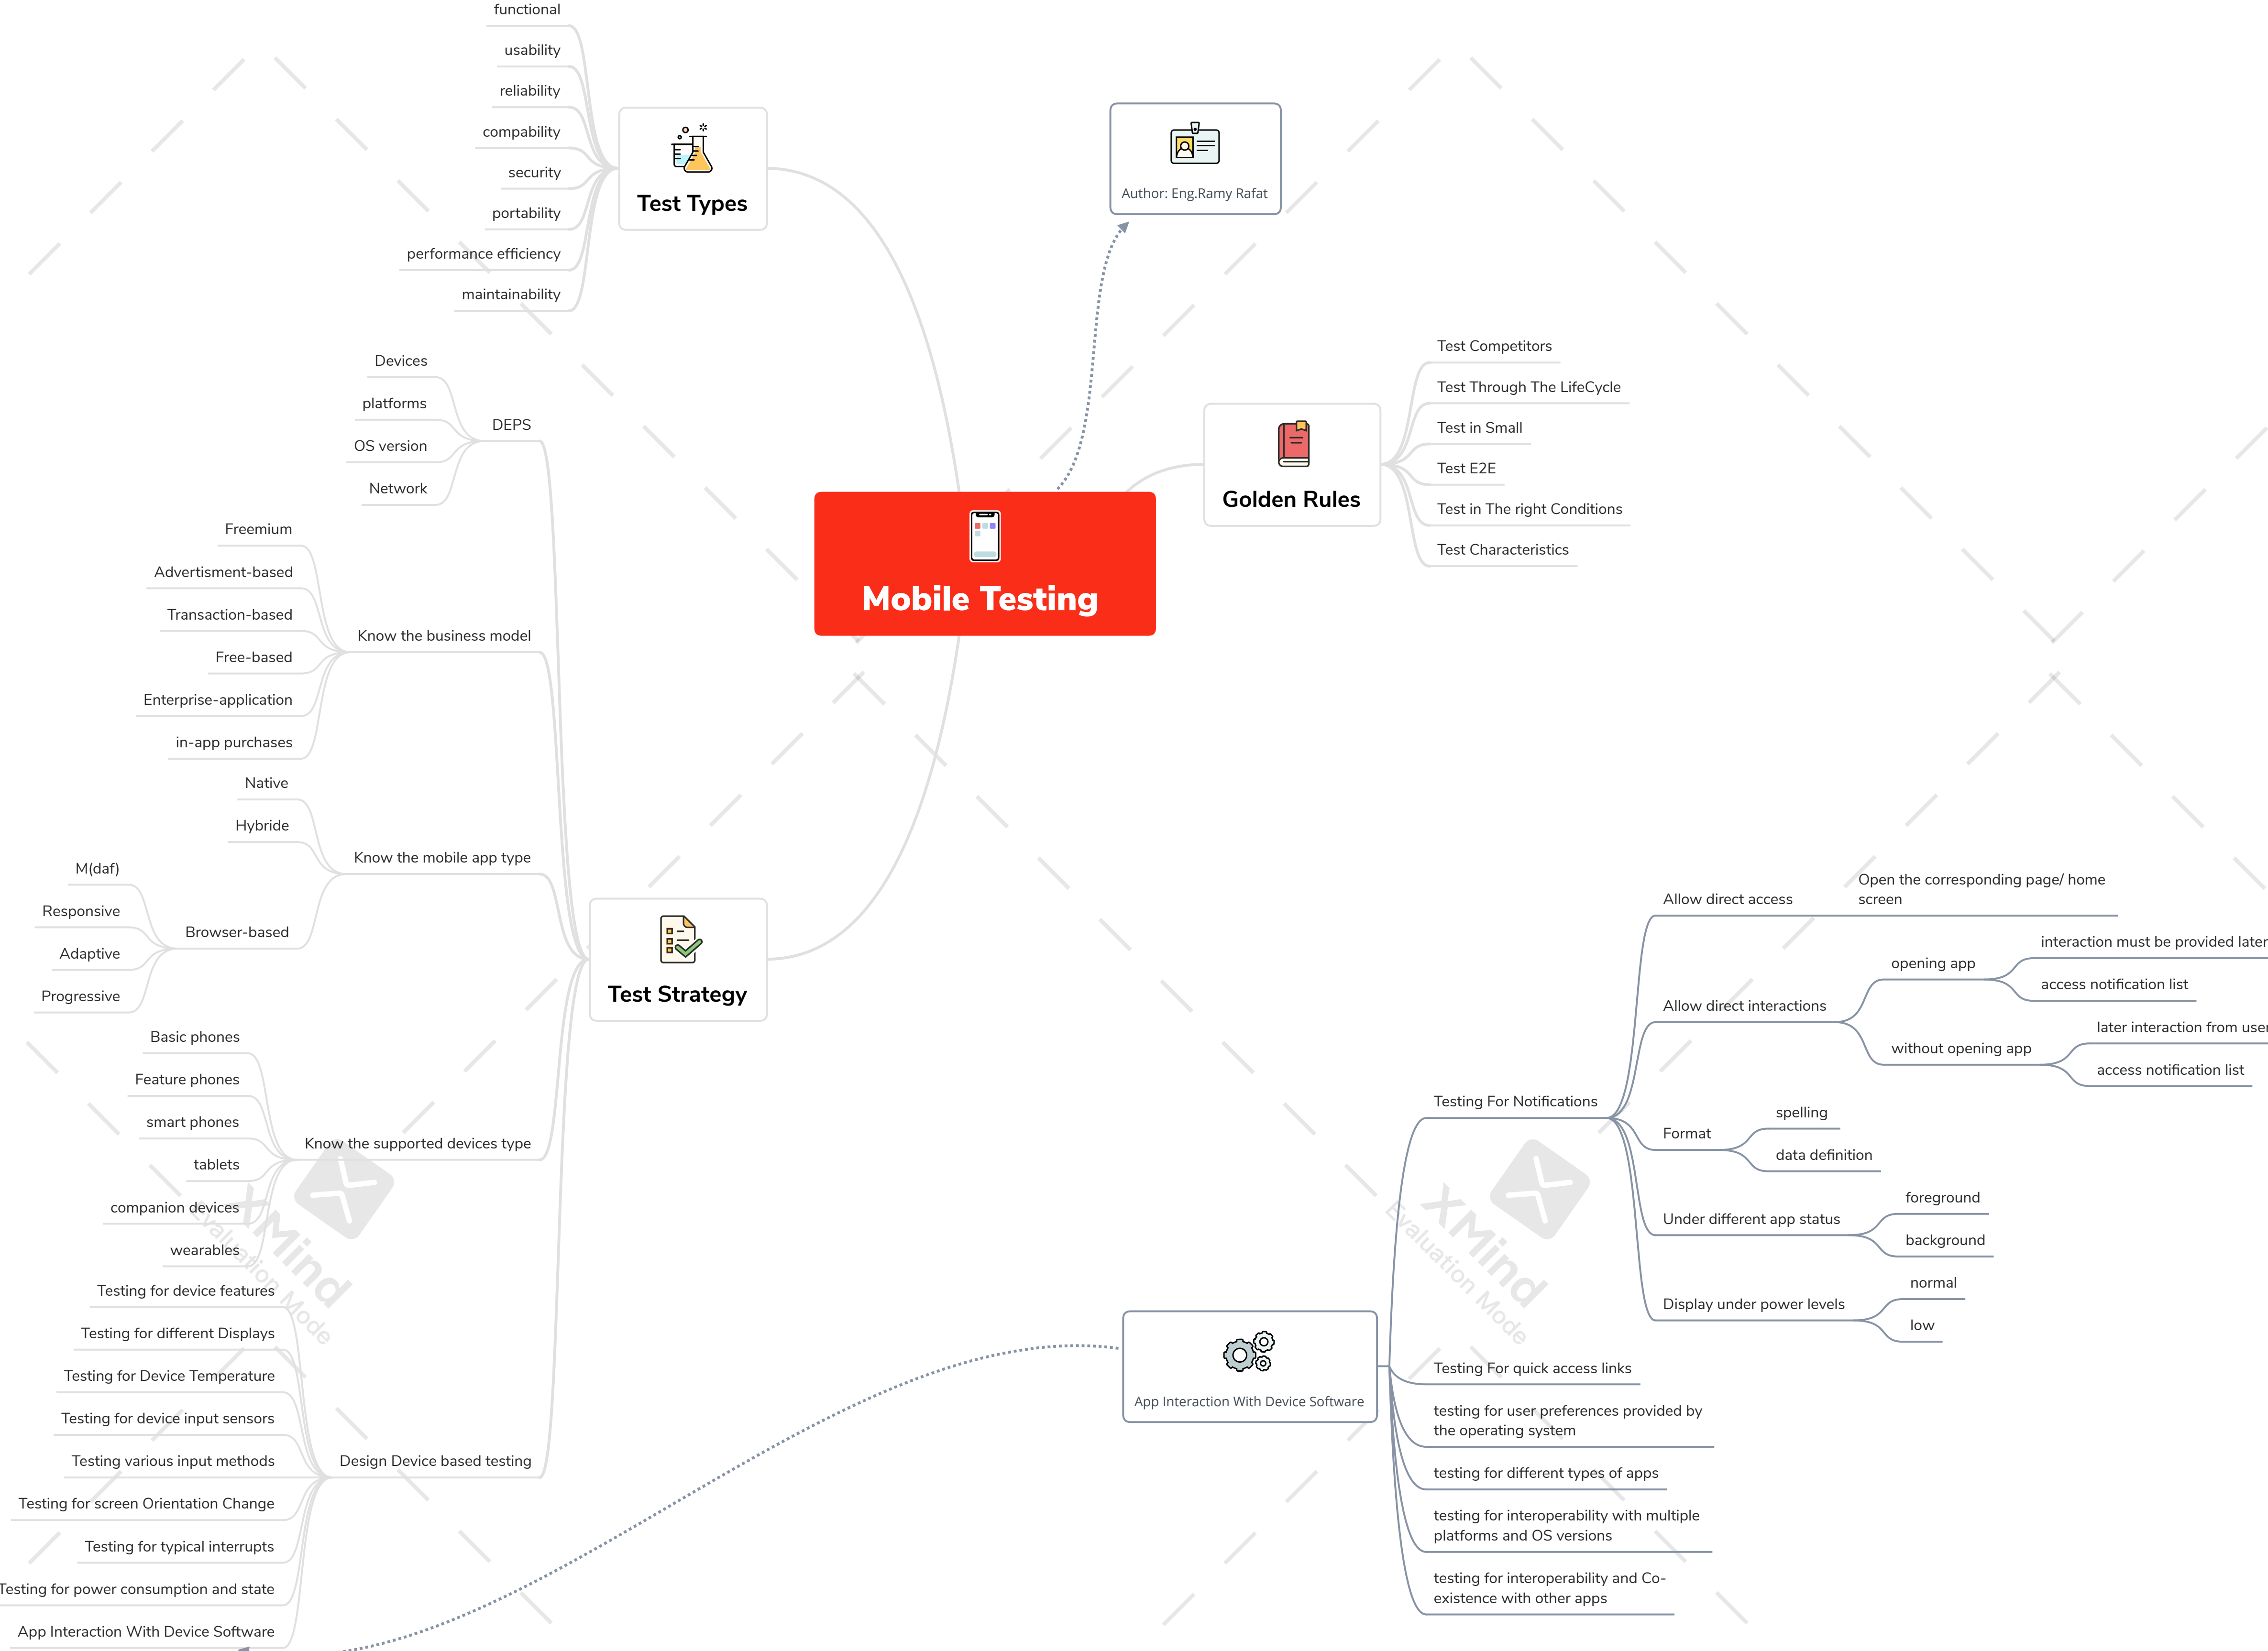 functional
usability
reliability
compability
security
portability
performance efficiency
maintainability
Test Types
Author: Eng.Ramy Rafat
Devices
platforms
OS version
Network
DEPS
Freemium
Advertisment-based
Transaction-based
Free-based
Enterprise-application
in-app purchases
Know the business model
Native
Hybride
M(daf)
Responsive
Adaptive
Progressive
Browser-based
Know the mobile app type
Basic phones
Feature phones
smart phones
tablets
companion devices
wearables
Know the supported devices type
Testing for device features
Testing for different Displays
Testing for Device Temperature
Testing for device input sensors
Testing various input methods
Testing for screen Orientation Change
Testing for typical interrupts
Testing for power consumption and state
App Interaction With Device Software
Design Device based testing
Test Strategy
Mobile Testing
Golden Rules
Test Competitors
Test Through The LifeCycle
Test in Small
Test E2E
Test in The right Conditions
Test Characteristics
App Interaction With Device Software
Testing For Notifications
Allow direct access
Open the corresponding page/ home
screen
Allow direct interactions
opening app
interaction must be provided later
access notification list
without opening app
later interaction from user
access notification list
Format
spelling
data definition
Under different app status
foreground
background
Display under power levels
normal
low
Testing For quick access links
testing for user preferences provided by
the operating system
testing for different types of apps
testing for interoperability with multiple
platforms and OS versions
testing for interoperability and Co-
existence with other apps
XMind
Evaluation Mode
XMind
Evaluation Mode